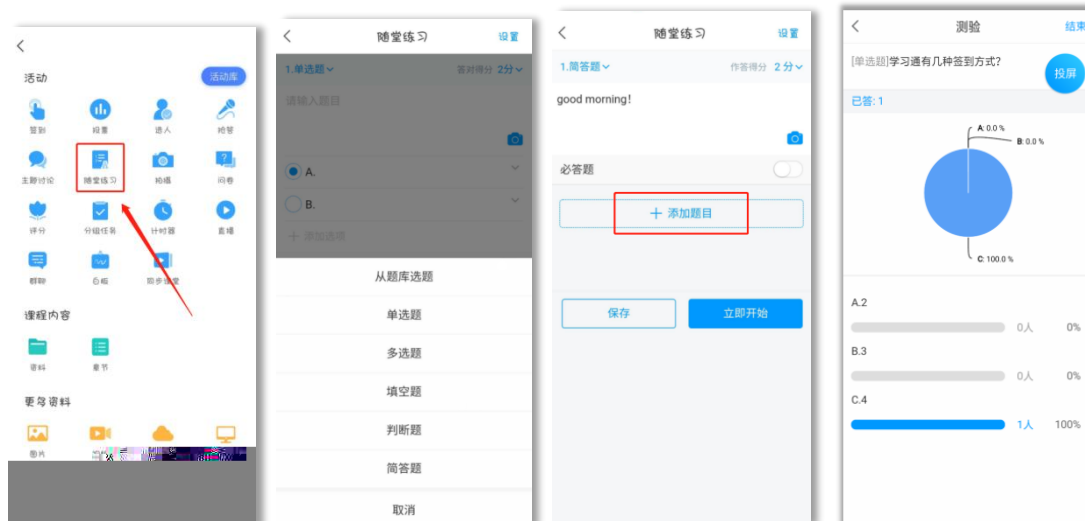 活动
活动库
签到
投票
选人
抢答
主题讨论
随堂练习
拍摄
问卷
评分
分组任务
计时器
直播
群聊
白板
同步课堂
课程内容
资料
章节
更多资料
图片
随堂练习
设置
1.单选题
答对得分 2分
请输入题目
A.
B.
+ 添加选项
从题库选题
单选题
多选题
填空题
判断题
简答题
取消
随堂练习
设置
1.简答题
作答得分 2分
good morning!
必答题
+ 添加题目
保存
立即开始
测验
结束
[单选题]学习通有几种签到方式?
投屏
已答: 1
A: 0.0 %
B: 0.0 %
C: 100.0 %
A.2
0人 0%
B.3
0人 0%
C.4
1人 100%